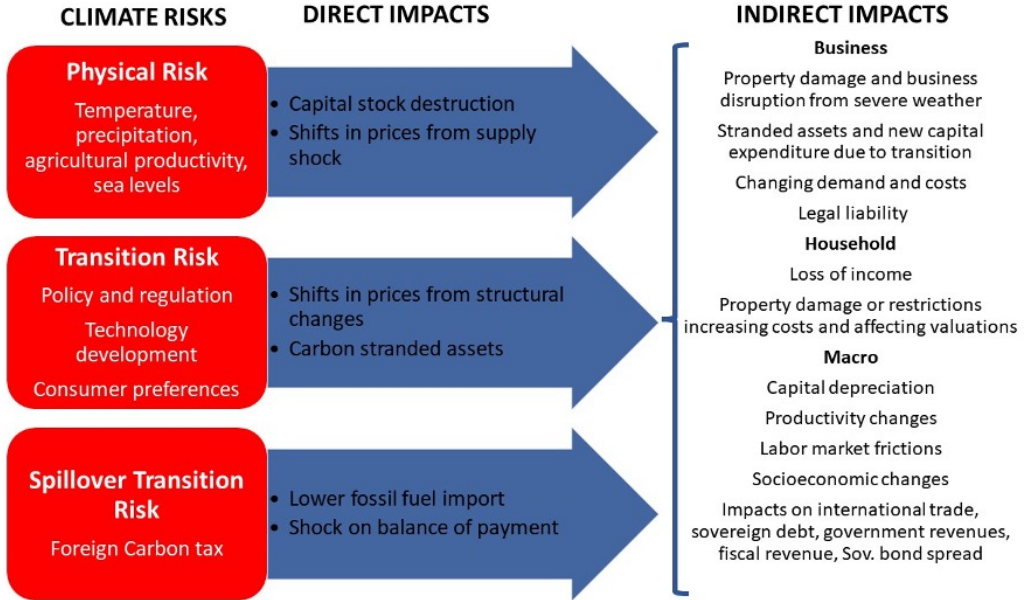 CLIMATE RISKS
DIRECT IMPACTS
INDIRECT IMPACTS
Physical Risk
Temperature,
precipitation,
agricultural productivity,
sea levels
• Capital stock destruction
• Shifts in prices from supply
shock
Transition Risk
Policy and regulation
Technology
development
Consumer preferences
• Shifts in prices from structural
changes
• Carbon stranded assets
Spillover Transition
Risk
Foreign Carbon tax
• Lower fossil fuel import
• Shock on balance of payment
Business
Property damage and business
disruption from severe weather
Stranded assets and new capital
expenditure due to transition
Changing demand and costs
Legal liability
Household
Loss of income
Property damage or restrictions
increasing costs and affecting valuations
Macro
Capital depreciation
Productivity changes
Labor market frictions
Socioeconomic changes
Impacts on international trade,
sovereign debt, government revenues,
fiscal revenue, Sov. bond spread